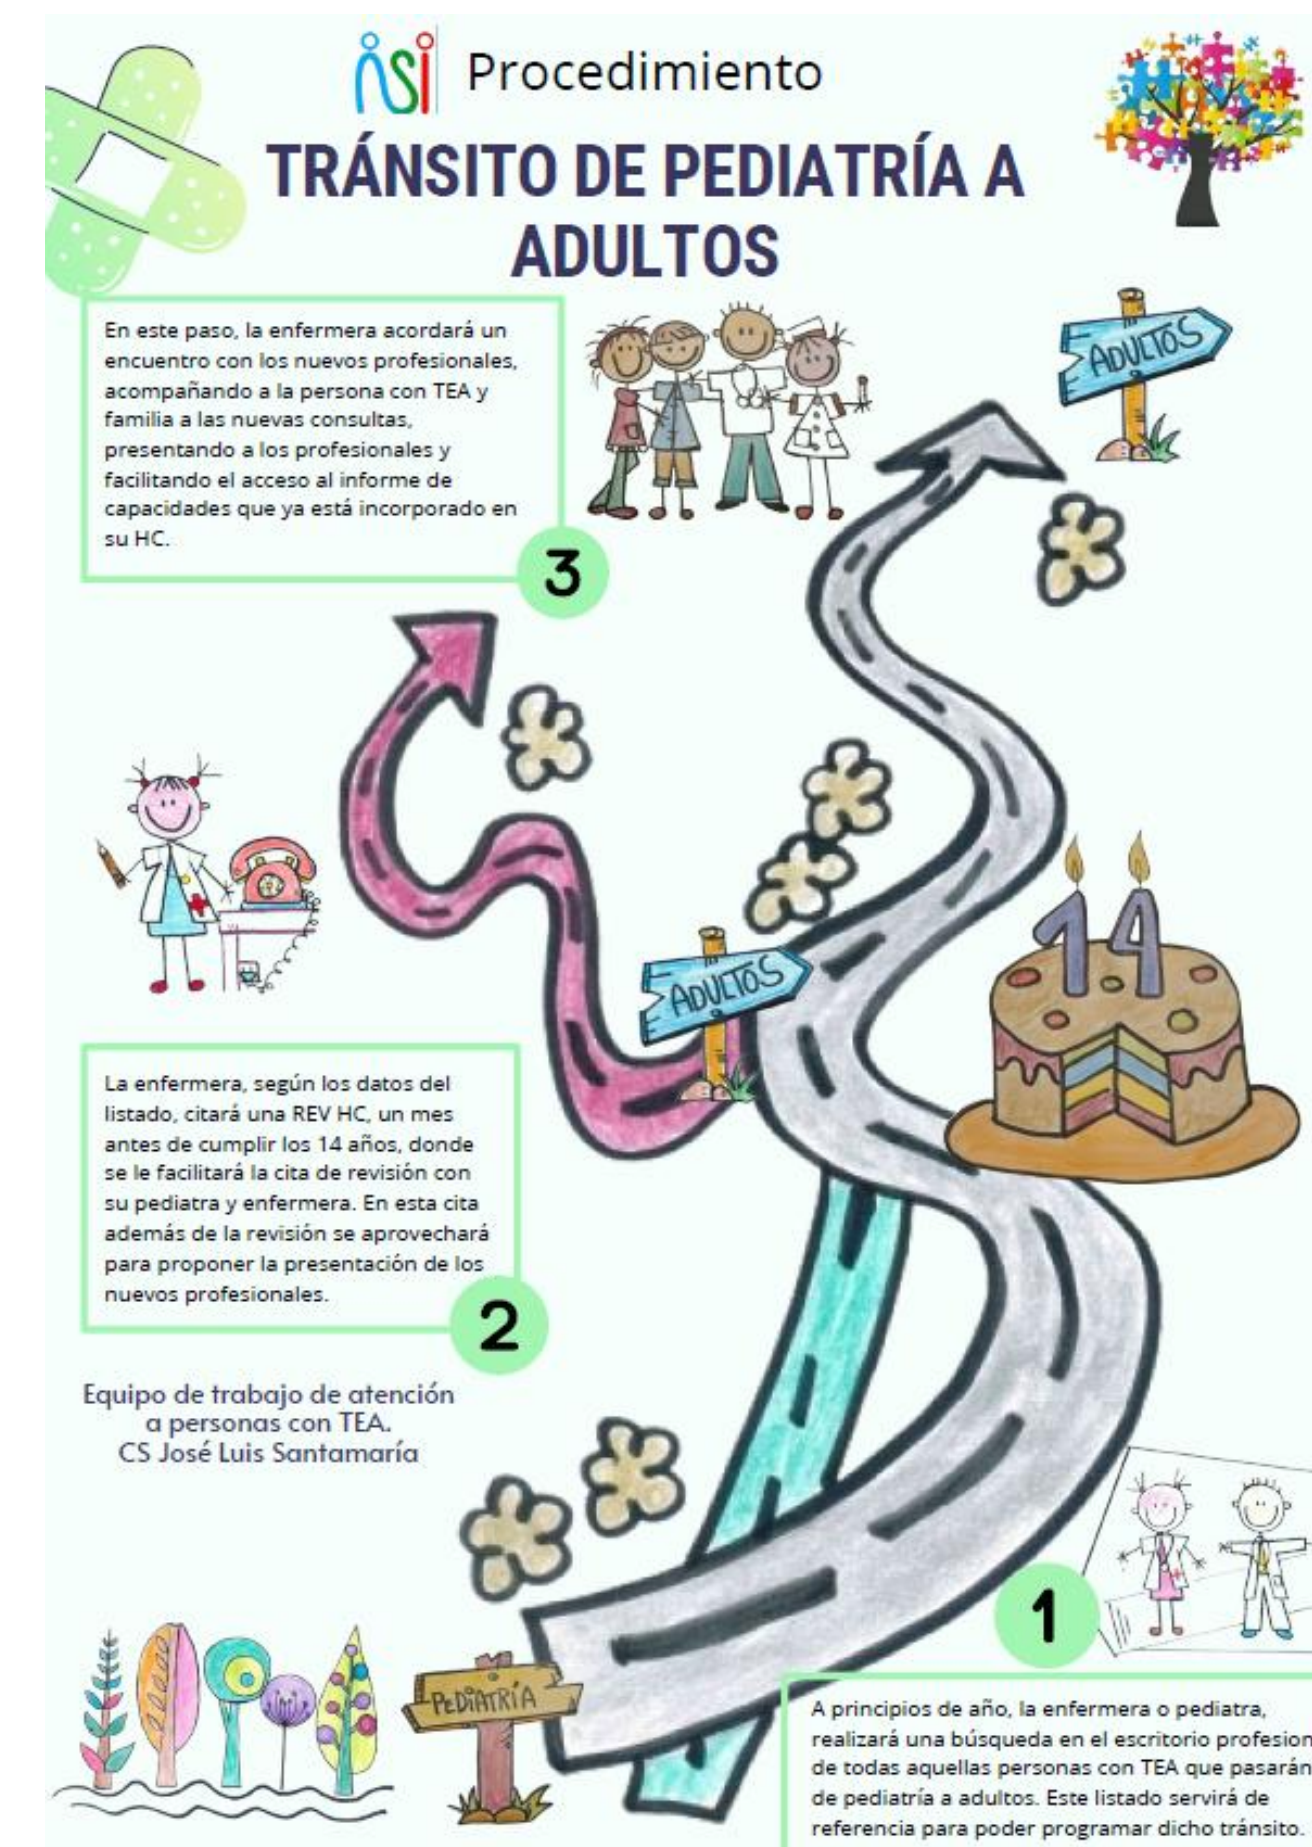 ASI Procedimiento
TRÁNSITO DE PEDIATRÍA A
ADULTOS
En este paso, la enfermera acordará un
encuentro con los nuevos profesionales,
acompañando a la persona con TEA y
familia a las nuevas consultas,
presentando a los profesionales y
facilitando el acceso al informe de
capacidades que ya está incorporado en
su HC.
3
ADULTOS
14
ADULTOS
La enfermera, según los datos del
listado, citará una REV HC, un mes
antes de cumplir los 14 años, donde
se le facilitará la cita de revisión con
su pediatra y enfermera. En esta cita
además de la revisión se aprovechará
para proponer la presentación de los
nuevos profesionales.
2
Equipo de trabajo de atención
a personas con TEA.
CS José Luis Santamaría
1
PEDIATRÍA
A principios de año, la enfermera o pediatra,
realizará una búsqueda en el escritorio profesion
de todas aquellas personas con TEA que pasarán
de pediatría a adultos. Este listado servirá de
referencia para poder programar dicho tránsito.